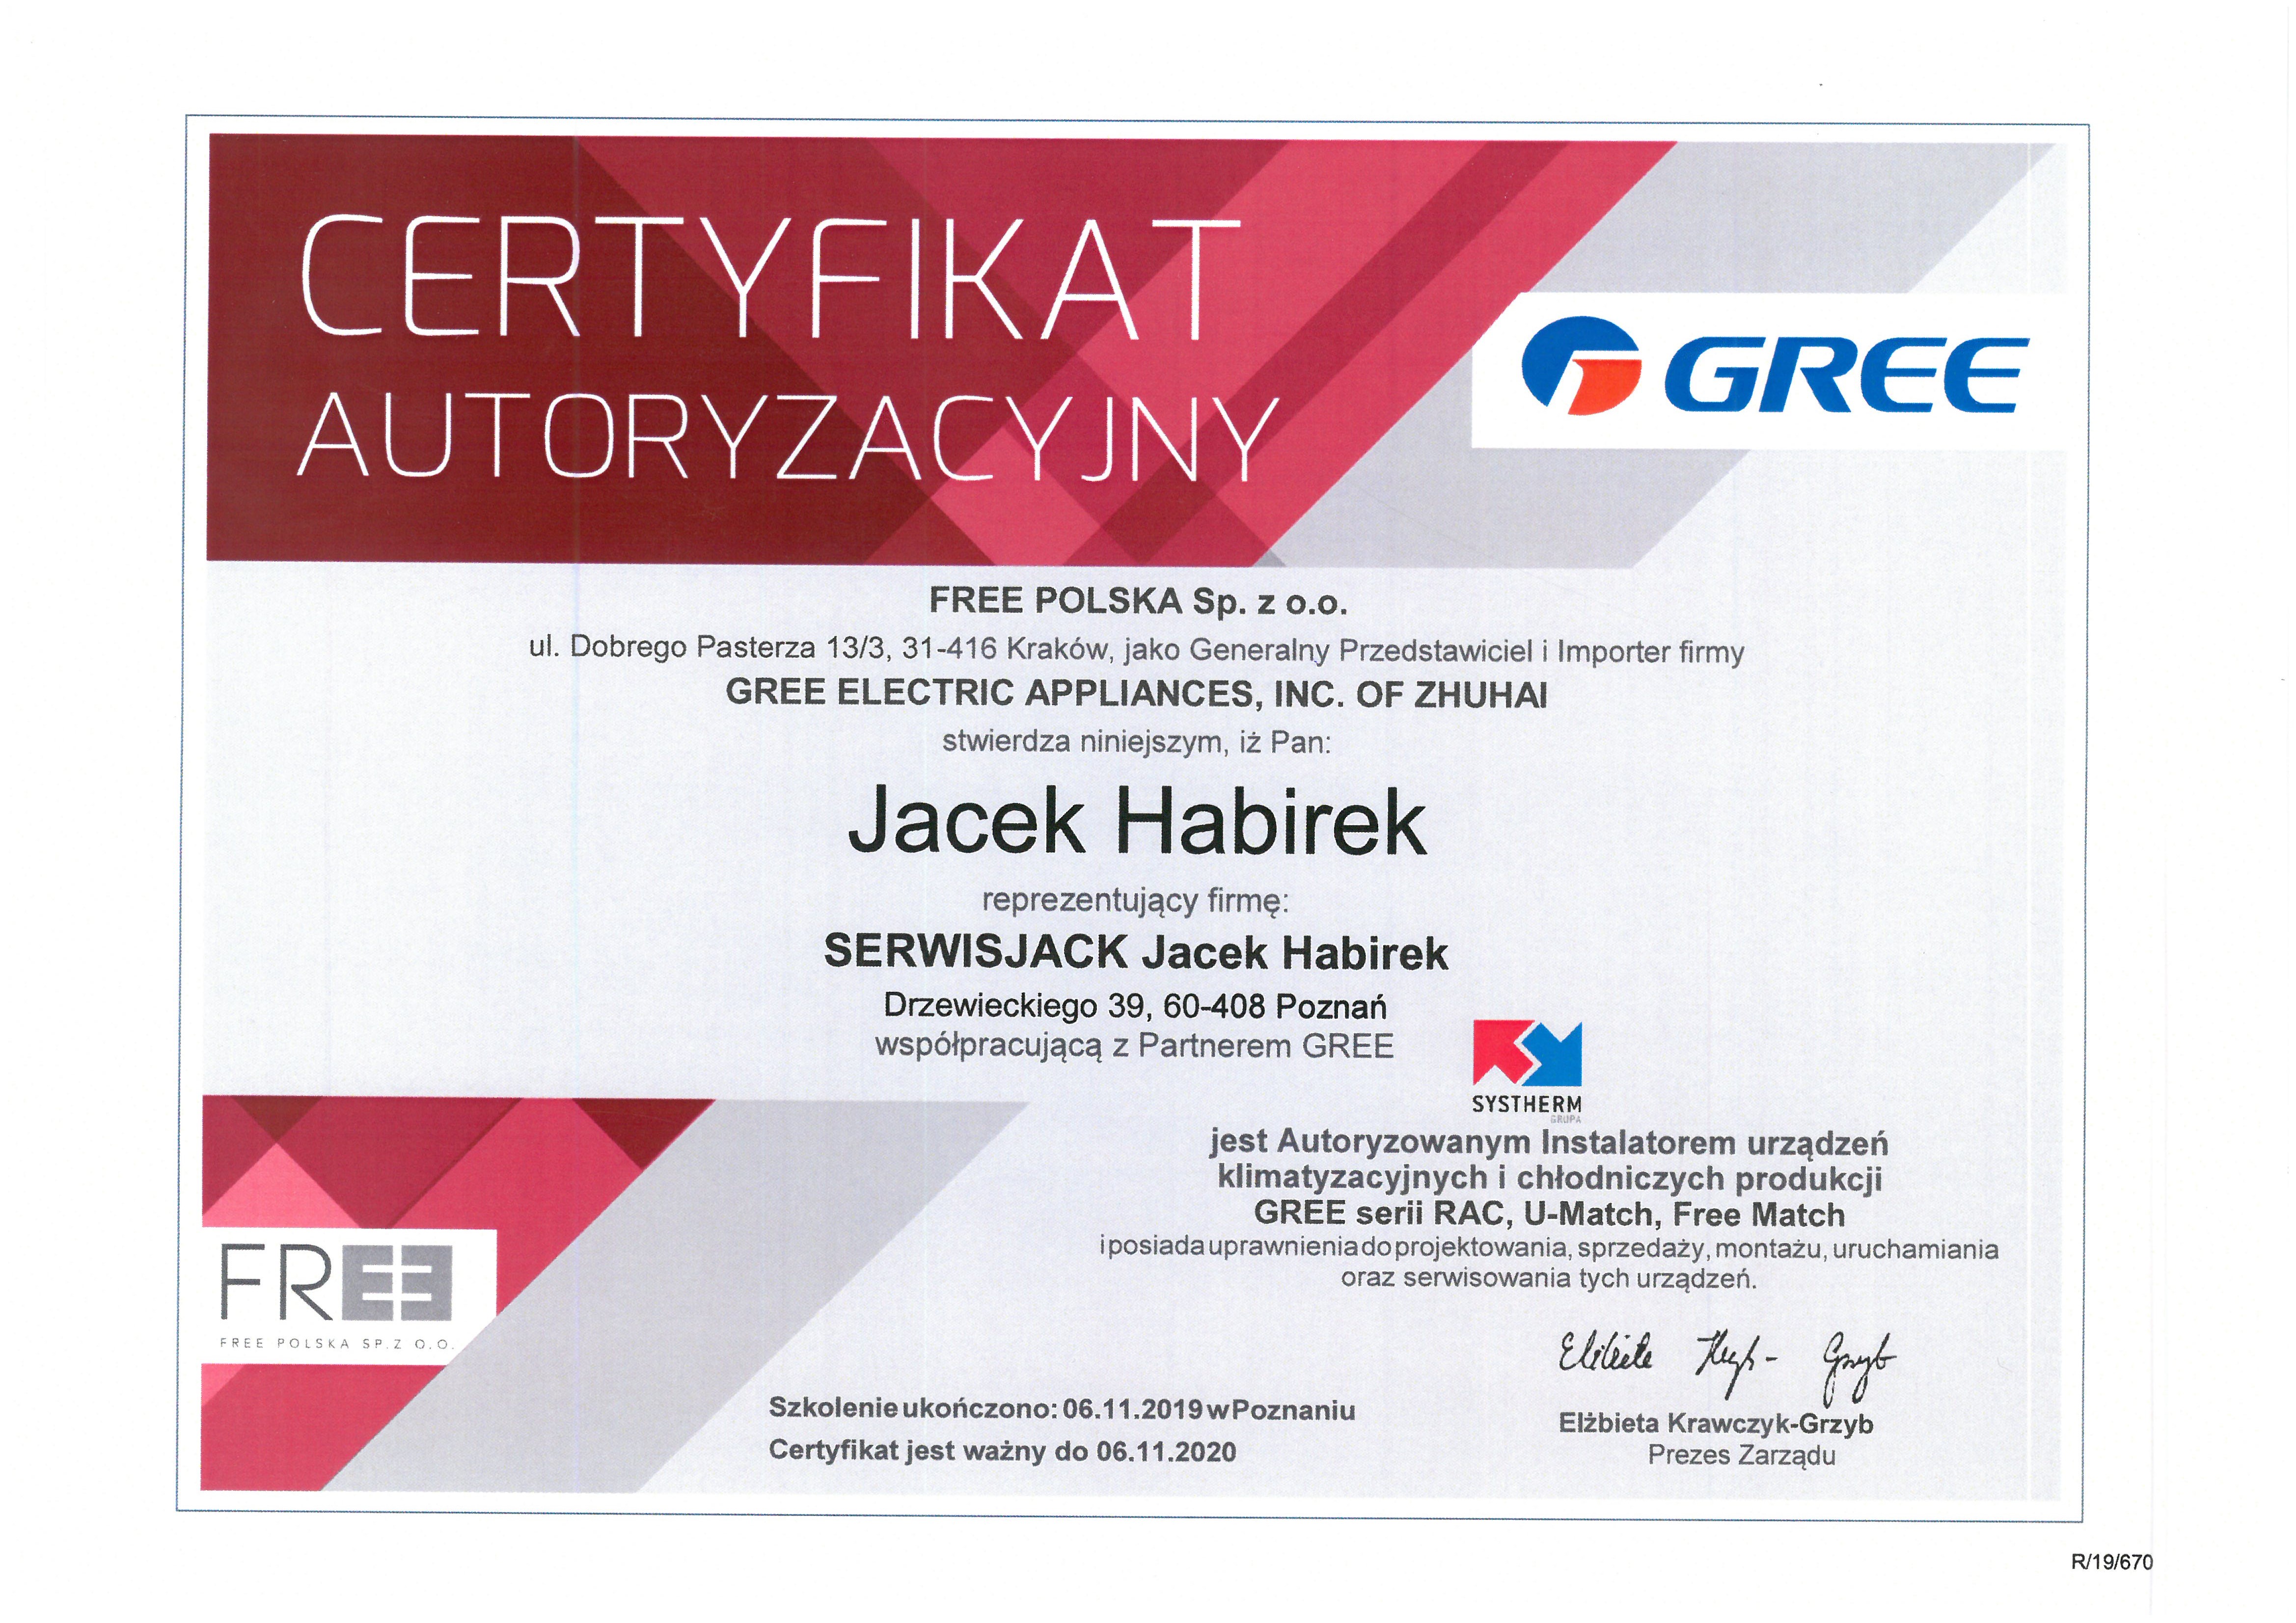 CERTYFIKAT
AUTORYZACYJNY
GREE
FREE POLSKA Sp. z o.o.
ul. Dobrego Pasterza 13/3, 31-416 Kraków, jako Generalny Przedstawiciel i Importer firmy
GREE ELECTRIC APPLIANCES, INC. OF ZHUHAI
stwierdza niniejszym, iż Pan:
Jacek Habirek
reprezentujący firmę:
SERWISJACK Jacek Habirek
Drzewieckiego 39, 60-408 Poznań
współpracującą z Partnerem GREE
SYSTHERM
GRUPA
jest Autoryzowanym Instalatorem urządzeń
klimatyzacyjnych i chłodniczych produkcji
GREE serii RAC, U-Match, Free Match
i posiada uprawnienia do projektowania, sprzedaży, montażu, uruchamiania
oraz serwisowania tych urządzeń.
FREE
FREE POLSKA SP. Z O.O.
Szkolenie ukończono: 06.11.2019 w Poznaniu
Certyfikat jest ważny do 06.11.2020
Elżbieta Krawczyk-Grzyb
Prezes Zarządu
R/19/670